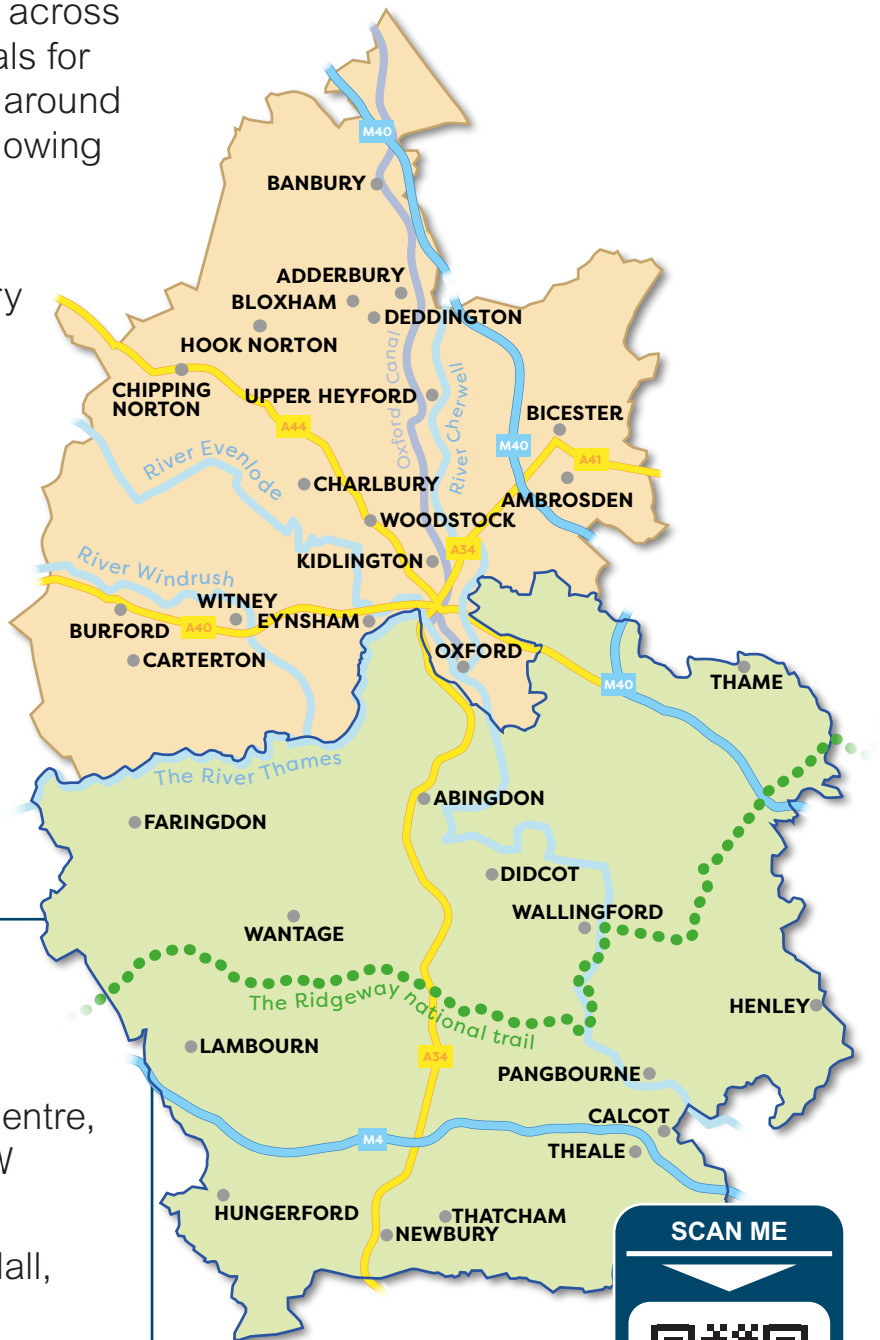 across
als for
around
owing
ry
M40
BANBURY
ADDERBURY
BLOXHAM
DEDDINGTON
HOOK NORTON
CHIPPING
NORTON
UPPER HEYFORD
Oxford Canal
River Cherwell
BICESTER
A44
M40
A41
River Evenlode
CHARLBURY
AMBROSDEN
WOODSTOCK
A34
KIDLINGTON
River Windrush
WITNEY
BURFORD
A40
EYNSHAM
CARTERTON
OXFORD
M40
THAME
The River Thames
ABINGDON
FARINGDON
DIDCOT
WALLINGFORD
WANTAGE
The Ridgeway national trail
HENLEY
LAMBOURN
A34
PANGBOURNE
entre,
CALCOT
M4
W
THEALE
HUNGERFORD
THATCHAM
NEWBURY
SCAN ME
Hall,